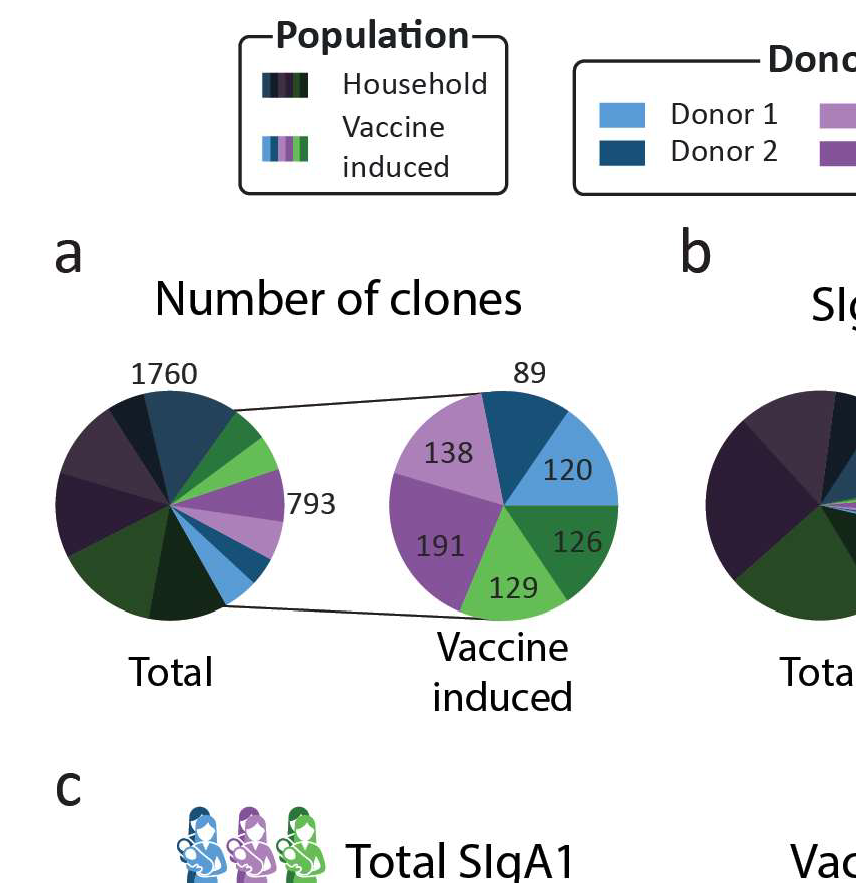 Population
Household
Vaccine
induced
Donor 1
Donor 2
a
b
Number of clones
1760
89
138
120
793
191
126
129
Total
Vaccine
induced
c
Total SIgA1